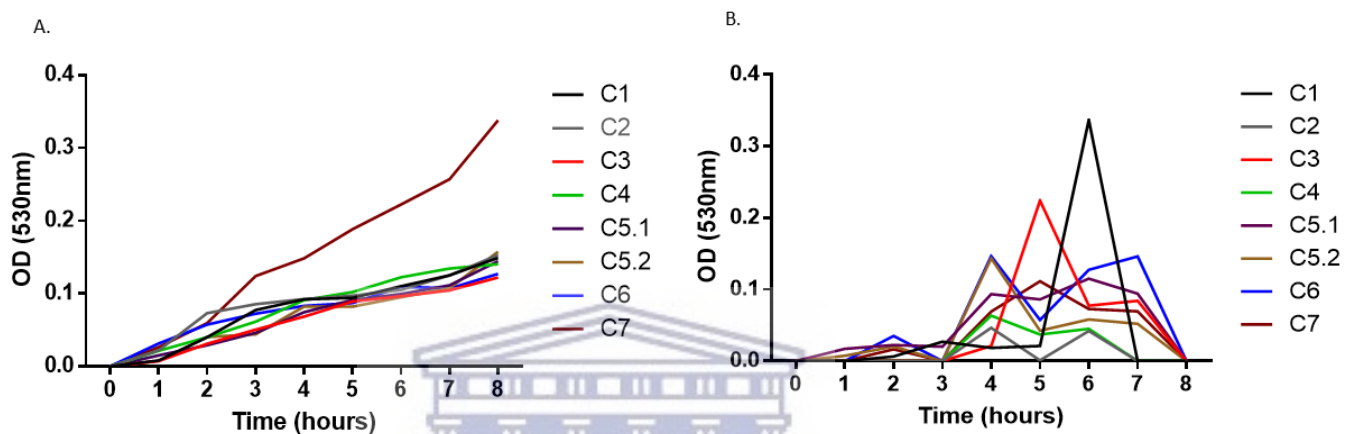 A.
OD (530nm)
0.4
0.3
0.2
0.1
0.0
0 1 2 3 4 5 6 7 8
Time (hours)
C1
C2
C3
C4
C5.1
C5.2
C6
C7
B.
OD (530nm)
0.4
0.3
0.2
0.1
0.0
0 1 2 3 4 5 6 7 8
Time (hours)
C1
C2
C3
C4
C5.1
C5.2
C6
C7